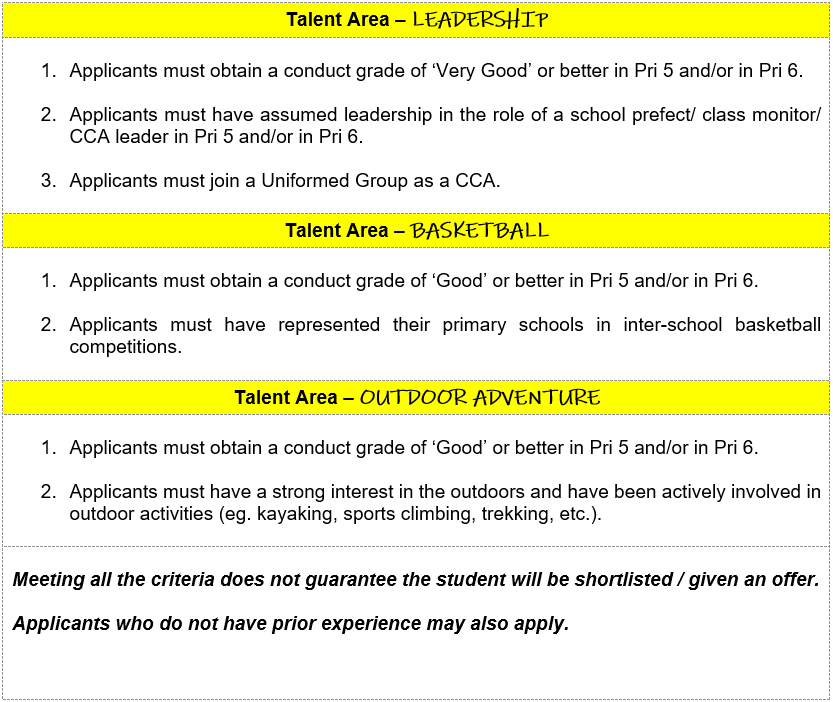 Talent Area – LEADERSHIP
1. Applicants must obtain a conduct grade of ‘Very Good’ or better in Pri 5 and/or in Pri 6.
2. Applicants must have assumed leadership in the role of a school prefect/ class monitor/
CCA leader in Pri 5 and/or in Pri 6.
3. Applicants must join a Uniformed Group as a CCA.
Talent Area – BASKETBALL
1. Applicants must obtain a conduct grade of ‘Good’ or better in Pri 5 and/or in Pri 6.
2. Applicants must have represented their primary schools in inter-school basketball
competitions.
Talent Area – OUTDOOR ADVENTURE
1. Applicants must obtain a conduct grade of ‘Good’ or better in Pri 5 and/or in Pri 6.
2. Applicants must have a strong interest in the outdoors and have been actively involved in
outdoor activities (eg. kayaking, sports climbing, trekking, etc.).
Meeting all the criteria does not guarantee the student will be shortlisted / given an offer.
Applicants who do not have prior experience may also apply.